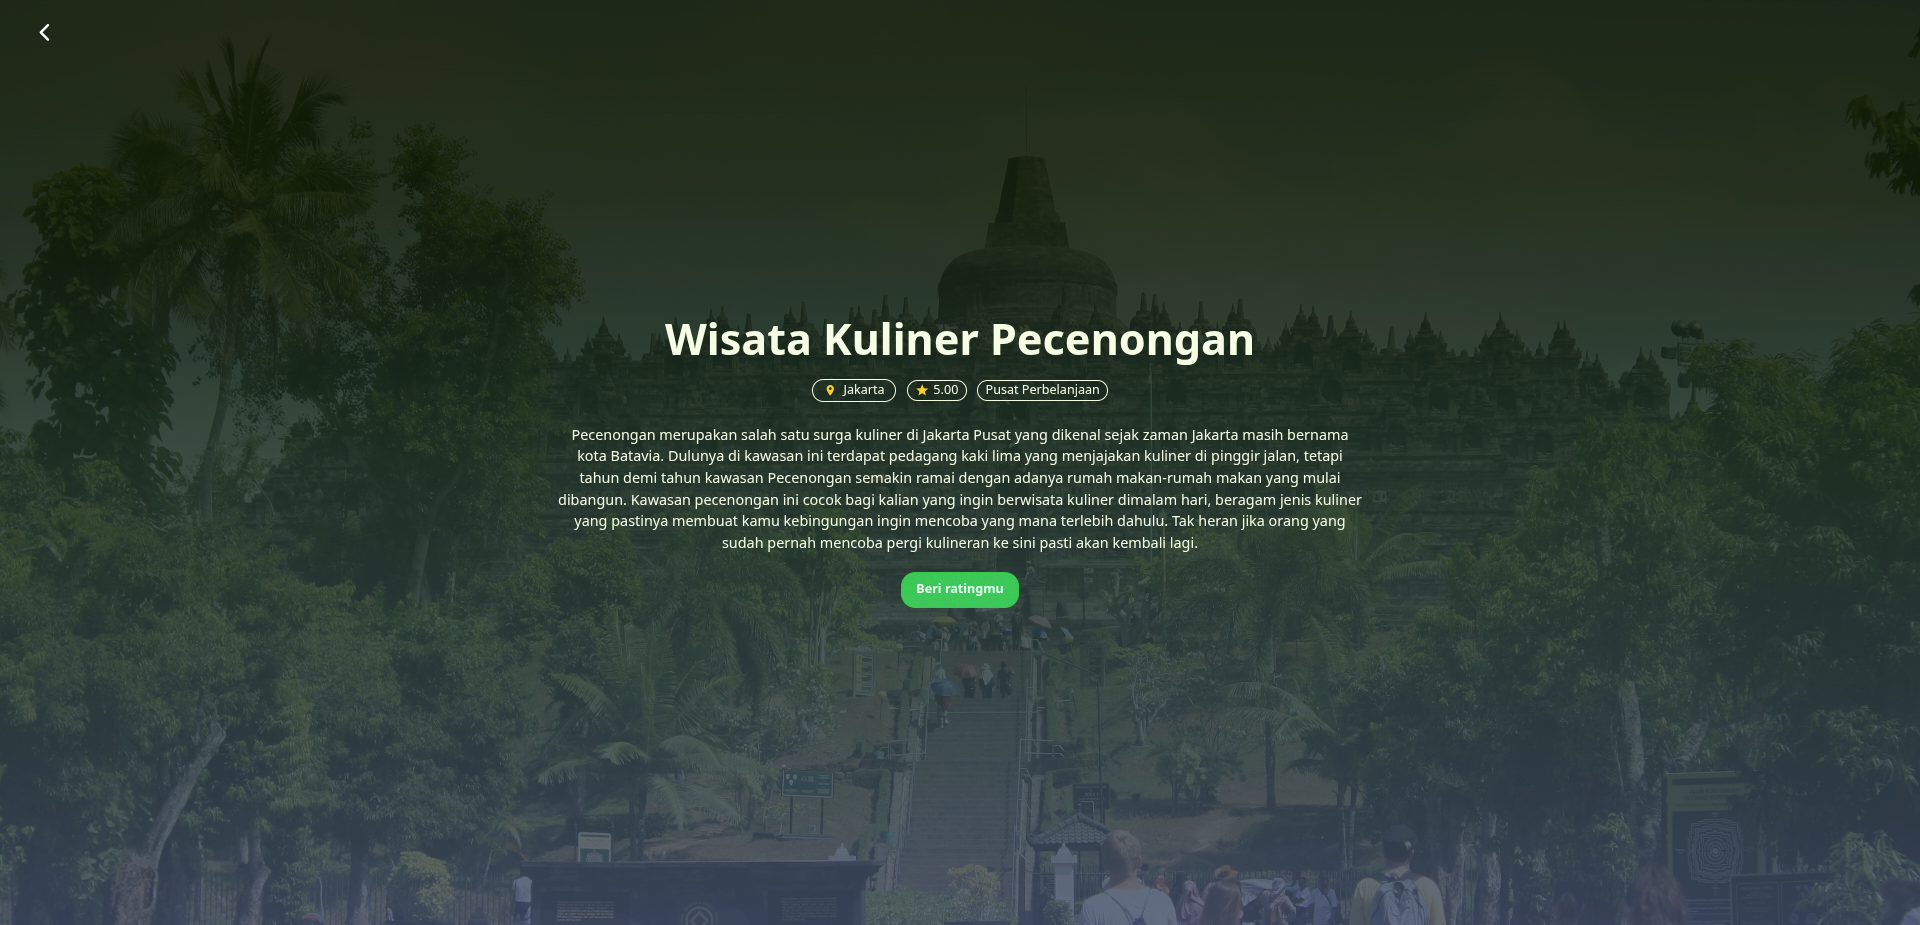 Wisata Kuliner Pecenongan
Jakarta
5.00
Pusat Perbelanjaan
Pecenongan merupakan salah satu surga kuliner di Jakarta Pusat yang dikenal sejak zaman Jakarta masih bernama
kota Batavia. Dulunya di kawasan ini terdapat pedagang kaki lima yang menjajakan kuliner di pinggir jalan, tetapi
tahun demi tahun kawasan Pecenongan semakin ramai dengan adanya rumah makan-rumah makan yang mulai
dibangun. Kawasan pecenongan ini cocok bagi kalian yang ingin berwisata kuliner dimalam hari, beragam jenis kuliner
yang pastinya membuat kamu kebingungan ingin mencoba yang mana terlebih dahulu. Tak heran jika orang yang
sudah pernah mencoba pergi kulineran ke sini pasti akan kembali lagi.
Beri ratingmu